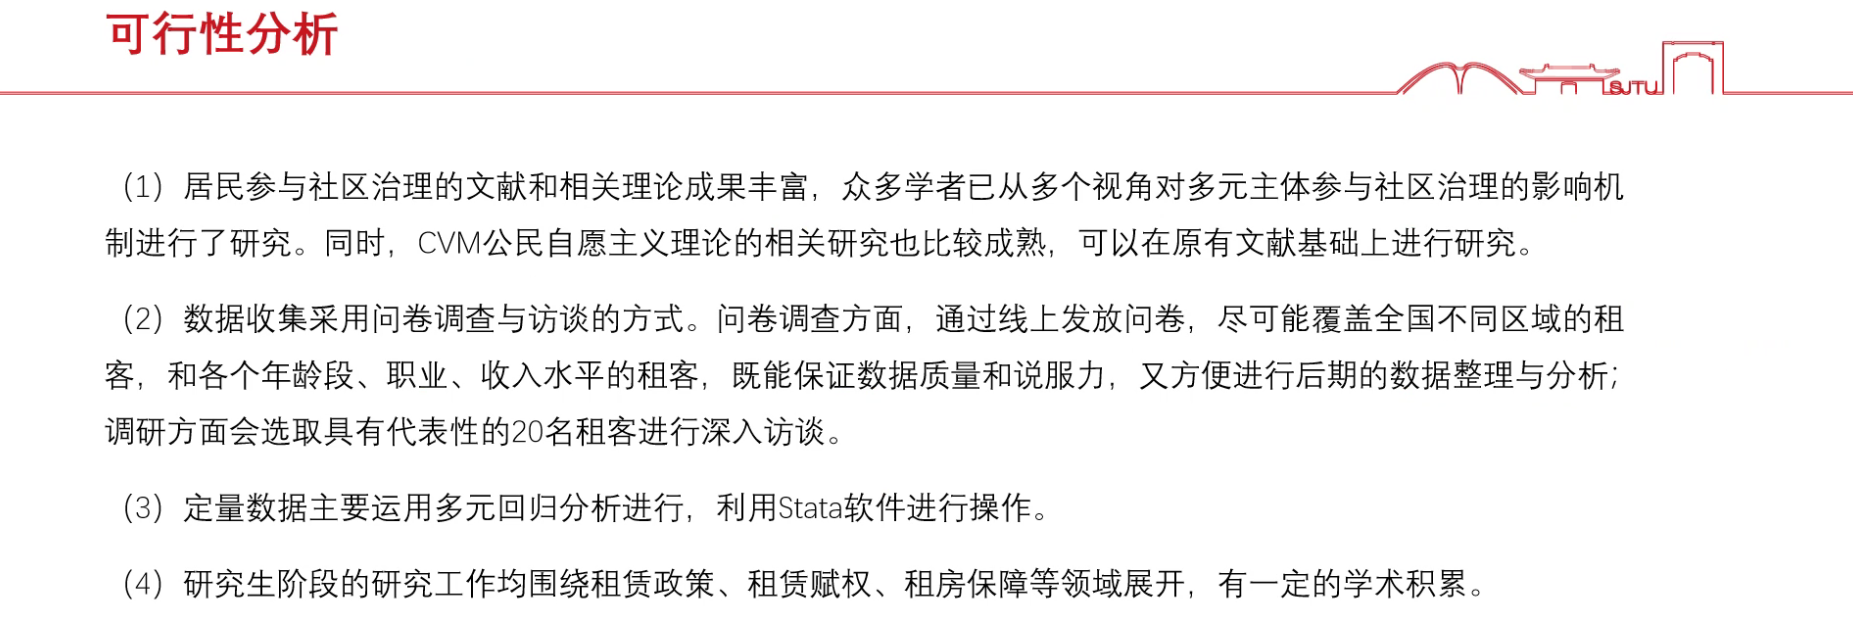 可行性分析
SJTU
（1）居民参与社区治理的文献和相关理论成果丰富，众多学者已从多个视角对多元主体参与社区治理的影响机
制进行了研究。同时，CVM公民自愿主义理论的相关研究也比较成熟，可以在原有文献基础上进行研究。
（2）数据收集采用问卷调查与访谈的方式。问卷调查方面，通过线上发放问卷，尽可能覆盖全国不同区域的租
客，和各个年龄段、职业、收入水平的租客，既能保证数据质量和说服力，又方便进行后期的数据整理与分析；
调研方面会选取具有代表性的20名租客进行深入访谈。
（3）定量数据主要运用多元回归分析进行，利用Stata软件进行操作。
（4）研究生阶段的研究工作均围绕租赁政策、租赁赋权、租房保障等领域展开，有一定的学术积累。